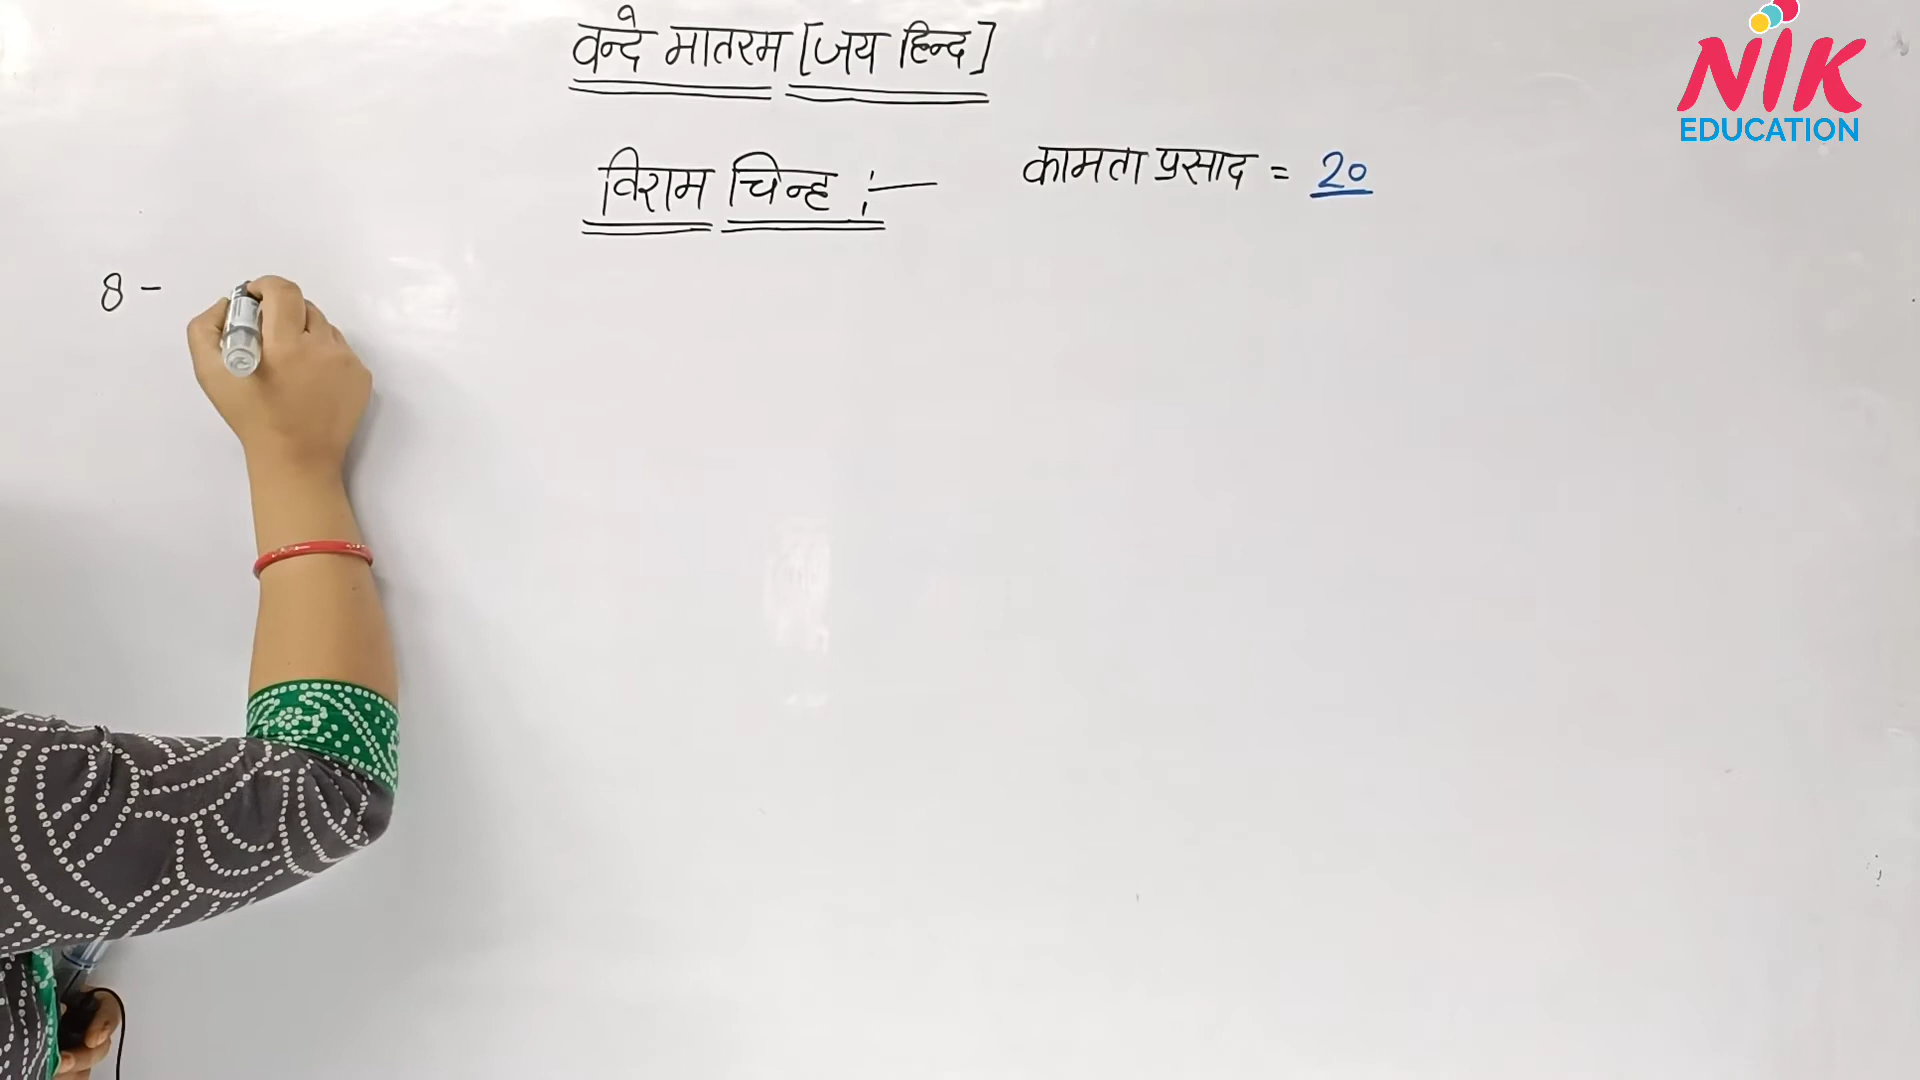 वन्दे मातरम [जय हिन्द]
NIK
EDUCATION
विराम चिन्ह :—
कामता प्रसाद = 20
8 -